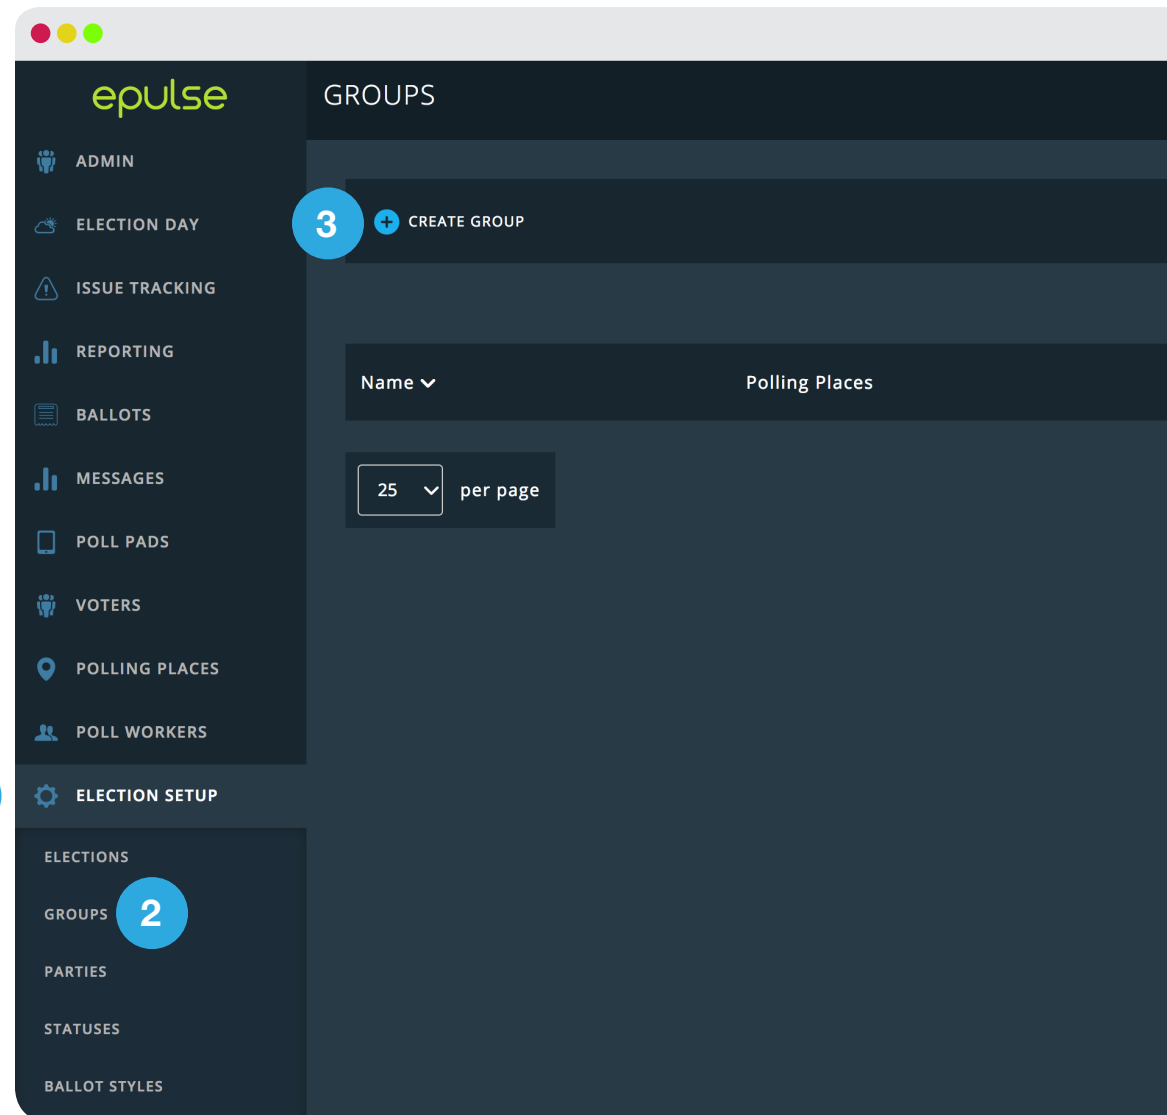 epulse
GROUPS
ADMIN
ELECTION DAY
3
CREATE GROUP
ISSUE TRACKING
REPORTING
Name
Polling Places
BALLOTS
MESSAGES
25
per page
POLL PADS
VOTERS
POLLING PLACES
POLL WORKERS
ELECTION SETUP
ELECTIONS
GROUPS
2
PARTIES
STATUSES
BALLOT STYLES